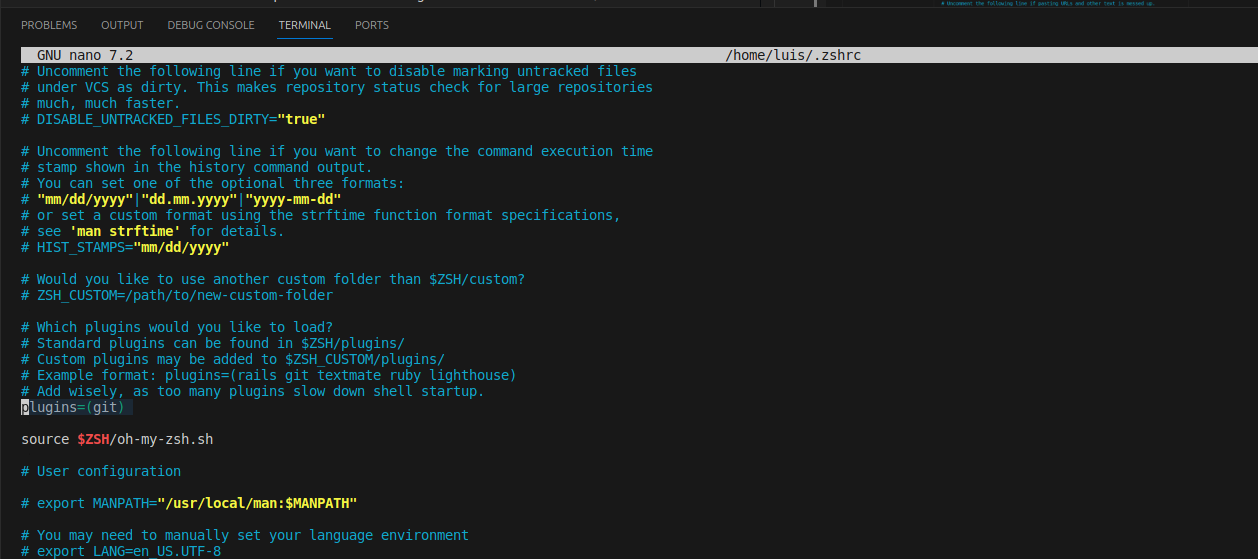 # Uncomment the following line if pasting URLs and other text is messed up.
PROBLEMS OUTPUT DEBUG CONSOLE TERMINAL PORTS
GNU nano 7.2 /home/luis/.zshrc
# Uncomment the following line if you want to disable marking untracked files
# under VCS as dirty. This makes repository status check for large repositories
# much, much faster.
# DISABLE_UNTRACKED_FILES_DIRTY="true"
# Uncomment the following line if you want to change the command execution time
# stamp shown in the history command output.
# You can set one of the optional three formats:
# "mm/dd/yyyy"|"dd.mm.yyyy"|"yyyy-mm-dd"
# or set a custom format using the strftime function format specifications,
# see 'man strftime' for details.
# HIST_STAMPS="mm/dd/yyyy"
# Would you like to use another custom folder than $ZSH/custom?
# ZSH_CUSTOM=/path/to/new-custom-folder
# Which plugins would you like to load?
# Standard plugins can be found in $ZSH/plugins/
# Custom plugins may be added to $ZSH_CUSTOM/plugins/
# Example format: plugins=(rails git textmate ruby lighthouse)
# Add wisely, as too many plugins slow down shell startup.
plugins=(git)
source $ZSH/oh-my-zsh.sh
# User configuration
# export MANPATH="/usr/local/man:$MANPATH"
# You may need to manually set your language environment
# export LANG=en_US.UTF-8